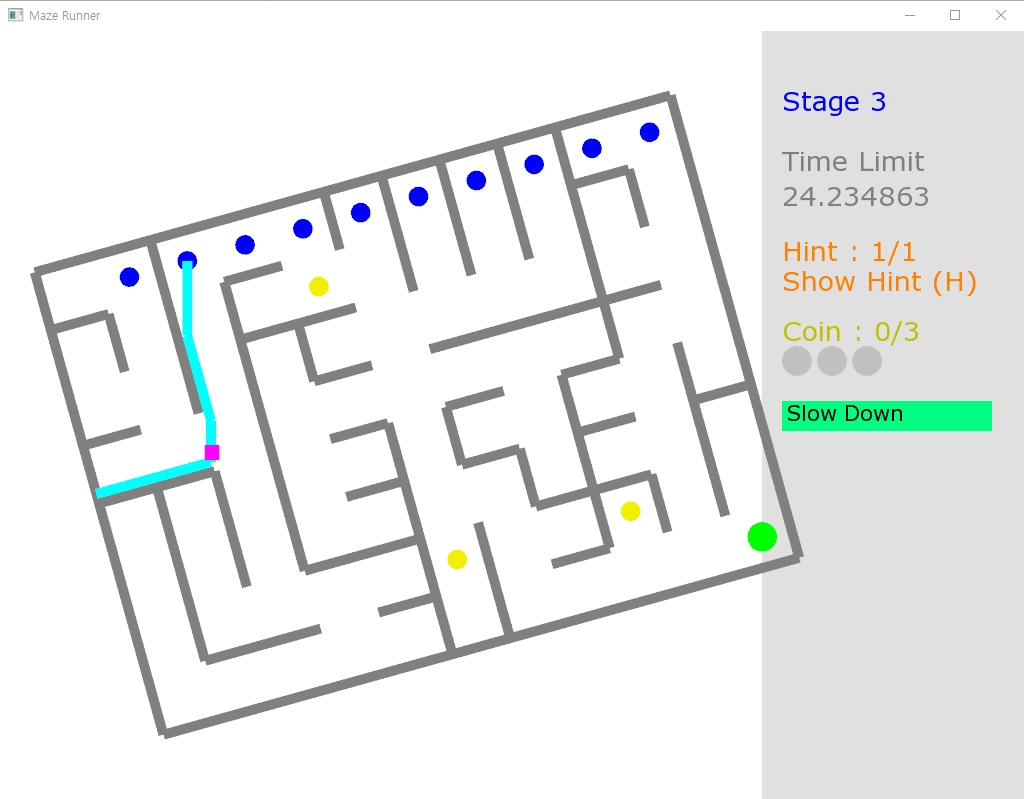 Maze Runner
Stage 3
Time Limit
24.234863
Hint : 1/1
Show Hint (H)
Coin : 0/3
Slow Down